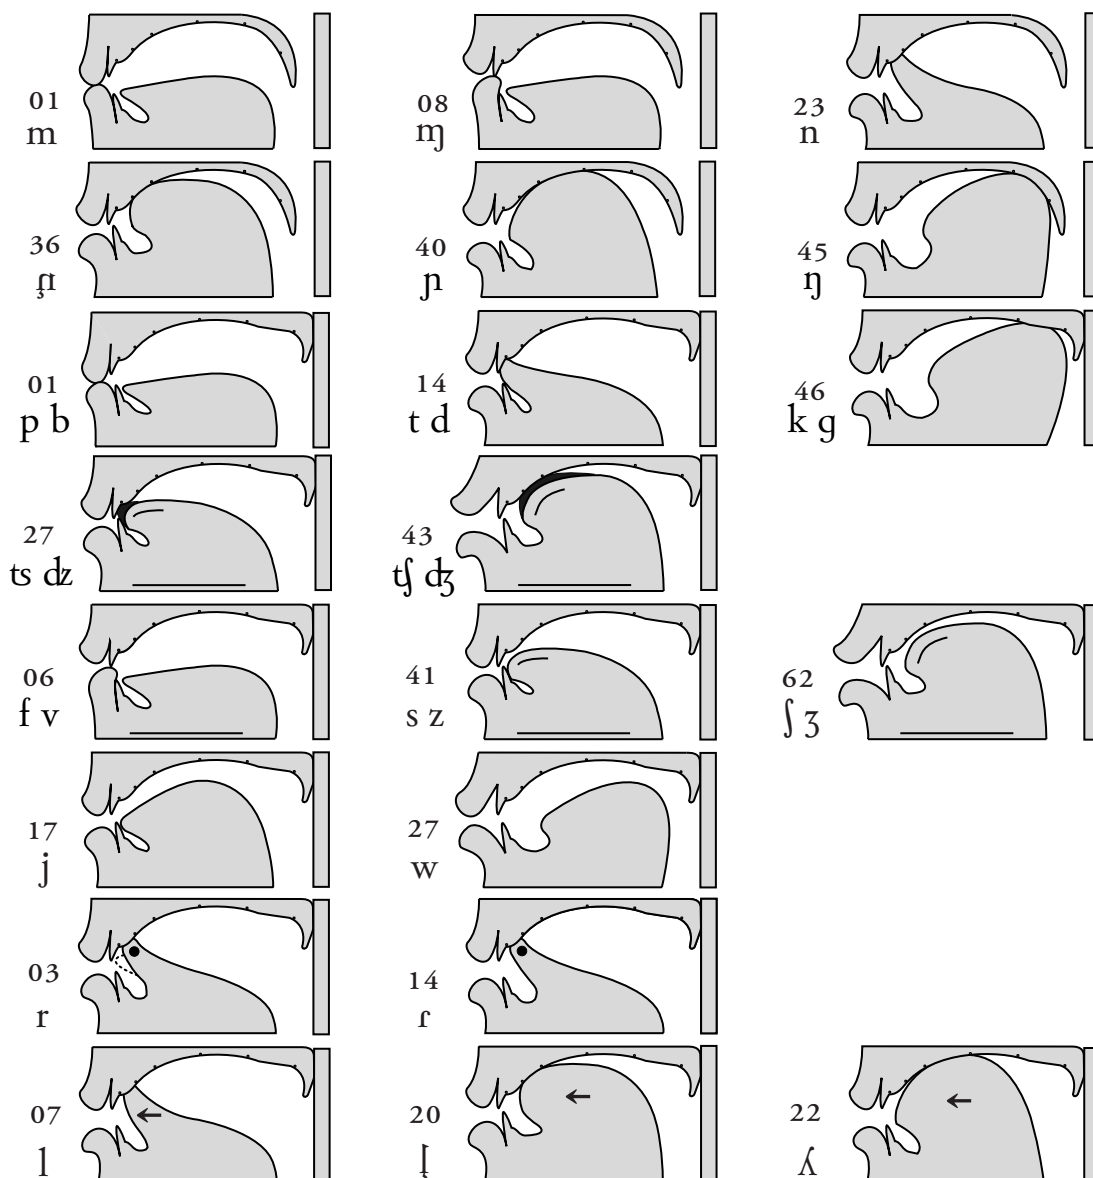 01 08 23
m ɱ n
36 40 45
ᶇ ɲ ŋ
01 14 46
p b t d k ɡ
27 43
ʦ ʣ ʧ ʤ
06 41 62
f v s z ʃ ʒ
17 27
j w
03 14
r ɾ
07 20 22
l ʎ